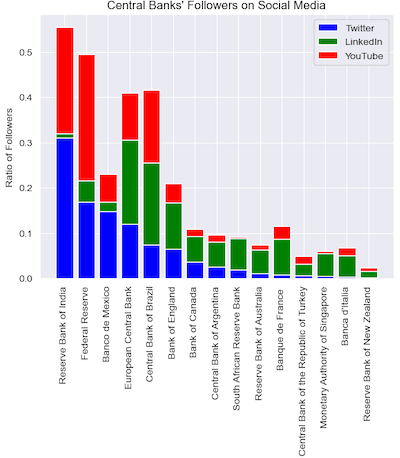 Central Banks' Followers on Social Media
Twitter
LinkedIn
YouTube
Ratio of Followers
0.5
0.4
0.3
0.2
0.1
0.0
Reserve Bank of India
Federal Reserve
Banco de Mexico
European Central Bank
Central Bank of Brazil
Bank of England
Bank of Canada
Central Bank of Argentina
South African Reserve Bank
Reserve Bank of Australia
Banque de France
Central Bank of the Republic of Turkey
Monetary Authority of Singapore
Banca d'Italia
Reserve Bank of New Zealand